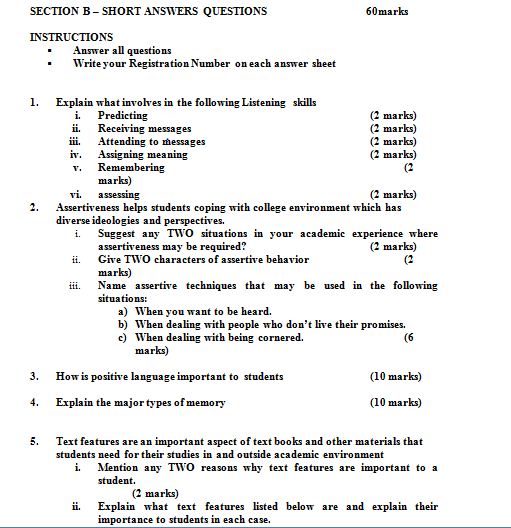 SECTION B – SHORT ANSWERS QUESTIONS 60marks
INSTRUCTIONS
• Answer all questions
• Write your Registration Number on each answer sheet
1. Explain what involves in the following Listening skills
i. Predicting (2 marks)
ii. Receiving messages (2 marks)
iii. Attending to messages (2 marks)
iv. Assigning meaning (2 marks)
v. Remembering (2
marks)
vi. assessing (2 marks)
2. Assertiveness helps students coping with college environment which has
diverse ideologies and perspectives.
i. Suggest any TWO situations in your academic experience where
assertiveness may be required? (2 marks)
ii. Give TWO characters of assertive behavior (2
marks)
iii. Name assertive techniques that may be used in the following
situations:
a) When you want to be heard.
b) When dealing with people who don't live their promises.
c) When dealing with being cornered. (6
marks)
3. How is positive language important to students (10 marks)
4. Explain the major types of memory (10 marks)
5. Text features are an important aspect of text books and other materials that
students need for their studies in and outside academic environment
i. Mention any TWO reasons why text features are important to a
student.
(2 marks)
ii. Explain what text features listed below are and explain their
importance to students in each case.